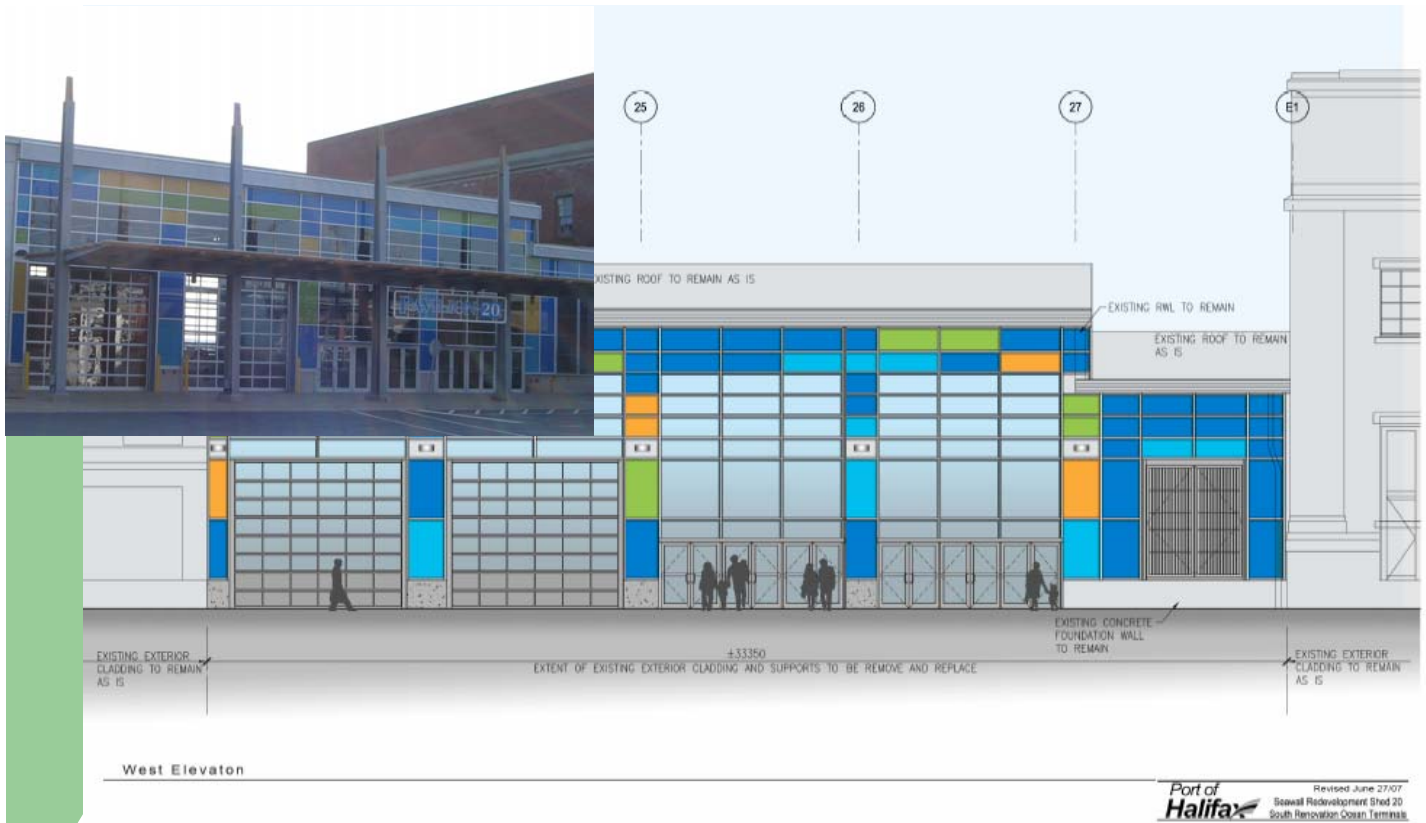 PAVILION 20
25
26
27
E1
EXISTING ROOF TO REMAIN AS IS
EXISTING RWL TO REMAIN
EXISTING ROOF TO REMAIN
AS IS
EXISTING CONCRETE
FOUNDATION WALL
TO REMAIN
EXISTING EXTERIOR
CLADDING TO REMAIN
AS IS
±33350
EXTENT OF EXISTING EXTERIOR CLADDING AND SUPPORTS TO BE REMOVE AND REPLACE
EXISTING EXTERIOR
CLADDING TO REMAIN
AS IS
West Elevaton
Port of
Halifax
Revised June 27/07
Seawall Redevelopment Shed 20
South Renovation Ocean Terminals